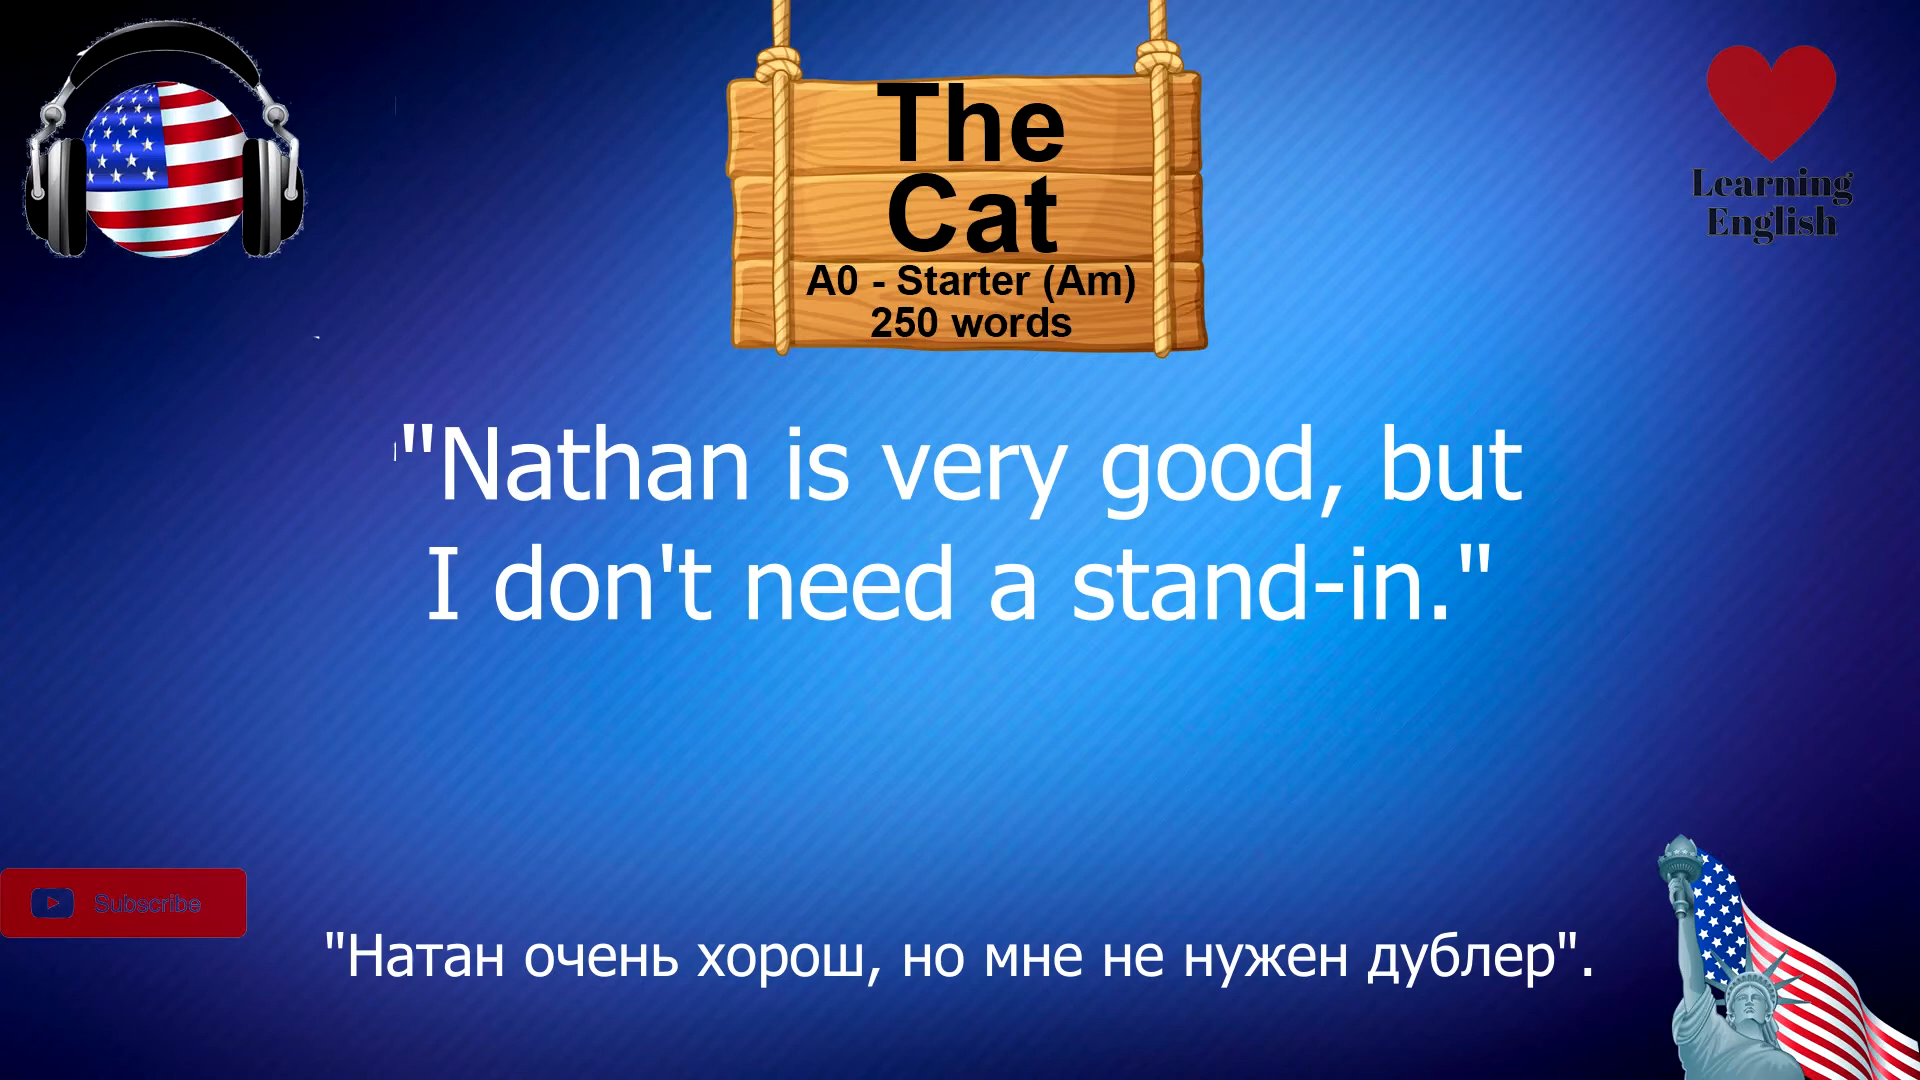 The
Cat
A0 - Starter (Am)
250 words
Learning
English
"Nathan is very good, but
I don't need a stand-in."
Subscribe
"Натан очень хорош, но мне не нужен дублер".